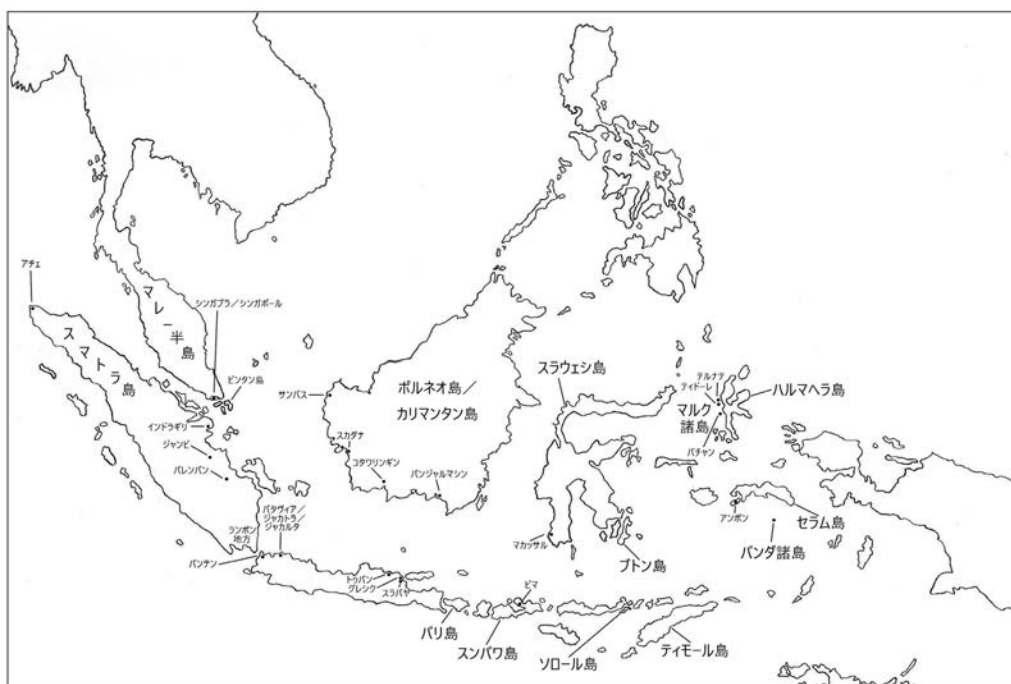 アチェ
マレー半島
スマトラ島
シンガプラ/シンガポール
ビンタン島
インドラギリ
ジャンビ
パレンバン
ランポン
地方
バタヴィア/
ジャカトラ/
ジャカルタ
バンテン
サンバス
ボルネオ島/
カリマンタン島
スカダナ
コタワリンギン
バンジャルマシン
トゥバン
グレシク
スラバヤ
バリ島
スンバワ島
ビマ
スラウェシ島
マカッサル
ブトン島
ソロール島
ティモール島
テルナテ
ティドーレ
マルク
諸島
バチャン
ハルマヘラ島
アンボン
セラム島
バンダ諸島